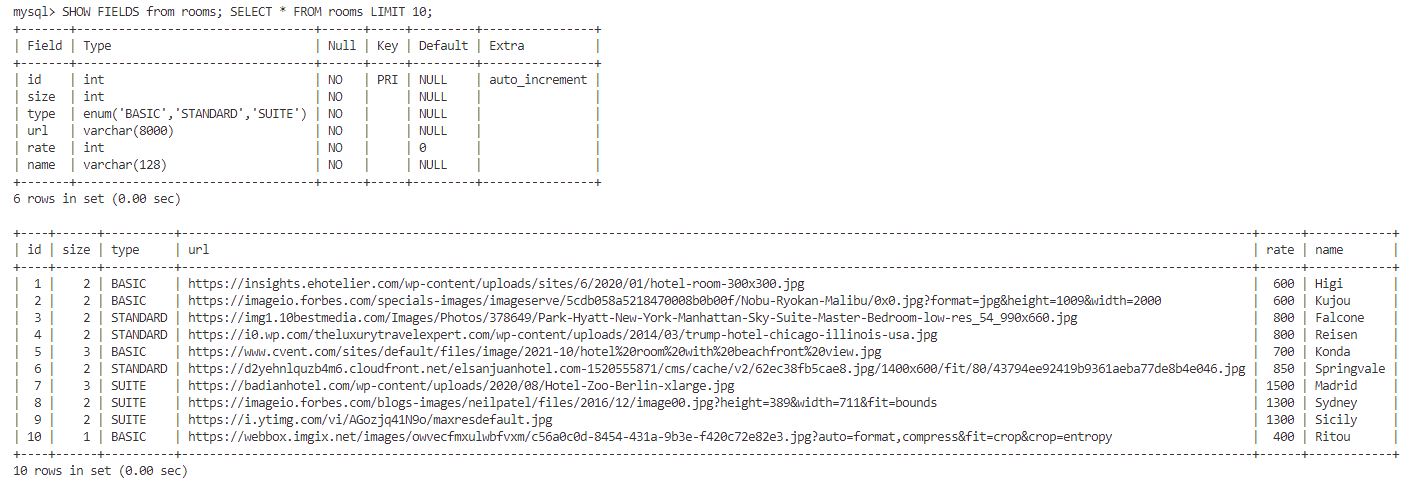 mysql> SHOW FIELDS from rooms; SELECT * FROM rooms LIMIT 10;
+-------+---------------------------------+------+-----+---------+----------------+
| Field | Type                            | Null | Key | Default | Extra          |
+-------+---------------------------------+------+-----+---------+----------------+
| id    | int                             | NO   | PRI | NULL    | auto_increment |
| size  | int                             | NO   |     | NULL    |                |
| type  | enum('BASIC','STANDARD','SUITE') | NO   |     | NULL    |                |
| url   | varchar(8000)                   | NO   |     | NULL    |                |
| rate  | int                             | NO   |     | 0       |                |
| name  | varchar(128)                    | NO   |     | NULL    |                |
+-------+---------------------------------+------+-----+---------+----------------+
6 rows in set (0.00 sec)

+----+------+----------+----------------------------------------+------+------------+
| id | size | type     | url | rate | name       |
+----+------+----------+----------------------------------------+------+------------+
|  1 |    2 | BASIC    | https://insights.ehotelier.com/wp-content/uploads/sites/6/2020/01/hotel-room-300x300.jpg |  600 | Higi       |
|  2 |    2 | BASIC    | https://imageio.forbes.com/specials-images/imageserve/5cdb058a5218470008b0b00f/Nobu-Ryokan-Malibu/0x0.jpg?format=jpg&height=1009&width=2000 |  600 | Kujou      |
|  3 |    2 | STANDARD | https://img1.10bestmedia.com/Images/Photos/378649/Park-Hyatt-New-York-Manhattan-Sky-Suite-Master-Bedroom-low-res_54_990x660.jpg |  800 | Falcone    |
|  4 |    2 | STANDARD | https://i0.wp.com/theluxurytravelexpert.com/wp-content/uploads/2014/03/trump-hotel-chicago-illinois-usa.jpg |  800 | Reisen     |
|  5 |    3 | BASIC    | https://www.cvent.com/sites/default/files/image/2021-10/hotel%20room%20with%20beachfront%20view.jpg |  700 | Konda      |
|  6 |    2 | STANDARD | https://d2yehnlquzb4m6.cloudfront.net/elsanjuanhotel.com-1520555871/cms/cache/v2/62ec38fb5cae8.jpg/1400x600/fit/80/43794ee92419b9361aeba77de8b4e046.jpg |  850 | Springvale |
|  7 |    3 | SUITE    | https://badianhotel.com/wp-content/uploads/2020/08/Hotel-Zoo-Berlin-xlarge.jpg | 1500 | Madrid     |
|  8 |    2 | SUITE    | https://imageio.forbes.com/blogs-images/neilpatel/files/2016/12/image00.jpg?height=389&width=711&fit=bounds | 1300 | Sydney     |
|  9 |    2 | SUITE    | https://i.ytimg.com/vi/AGozjq41N9o/maxresdefault.jpg | 1300 | Sicily     |
| 10 |    1 | BASIC    | https://webbox.imgix.net/images/owvecfmxulwbfvxm/c56a0c0d-8454-431a-9b3e-f420c72e82e3.jpg?auto=format,compress&fit=crop&crop=entropy |  400 | Ritou      |
+----+------+----------+----------------------------------------+------+------------+
10 rows in set (0.00 sec)